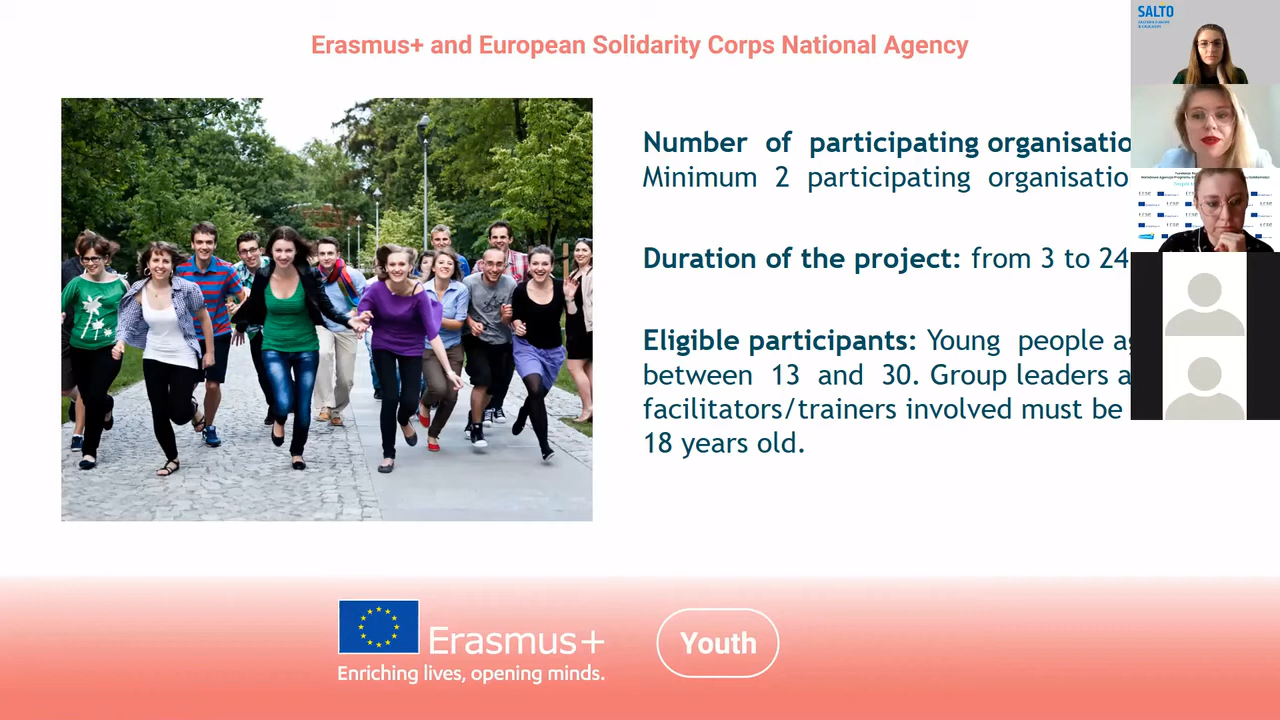 Erasmus+ and European Solidarity Corps National Agency
Number of participating organisatio
Minimum 2 participating organisatio
Duration of the project: from 3 to 24
Eligible participants: Young people ag
between 13 and 30. Group leaders a
facilitators/trainers involved must be
18 years old.
Erasmus+
Enriching lives, opening minds.
Youth
SALTO